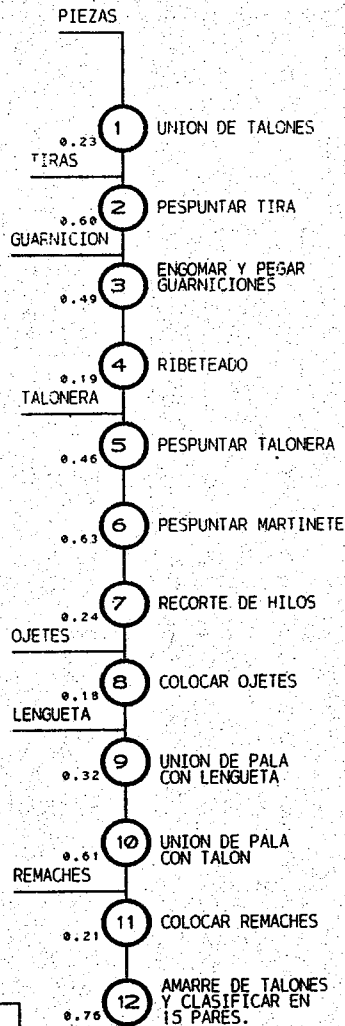 PIEZAS
1 UNION DE TALONES
0.23
TIRAS
2 PESPUNTAR TIRA
0.60
GUARNICION
3 ENGOMAR Y PEGAR
GUARNICIONES
0.49
4 RIBETEADO
0.19
TALONERA
5 PESPUNTAR TALONERA
0.46
6 PESPUNTAR MARTINETE
0.63
7 RECORTE DE HILOS
0.24
OJETES
8 COLOCAR OJETES
0.18
LENGUETA
9 UNION DE PALA
CON LENGUETA
0.32
10 UNION DE PALA
CON TALON
0.61
REMACHES
11 COLOCAR REMACHES
0.21
12 AMARRE DE TALONES
Y CLASIFICAR EN
15 PARES.
0.76